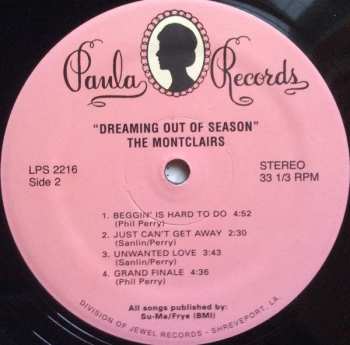 Paula Records
"DREAMING OUT OF SEASON"
THE MONTCLAIRS
LPS 2216
Side 2
STEREO
33 1/3 RPM
1. BEGGIN' IS HARD TO DO 4:52
(Phil Perry)
2. JUST CAN'T GET AWAY 2:30
(Sanlin/Perry)
3. UNWANTED LOVE 3:43
(Sanlin/Perry)
4. GRAND FINALE 4:36
(Phil Perry)
All songs published by:
Su-Ma/Frye (BMI)
DIVISION OF JEWEL RECORDS - SHREVEPORT, LA.